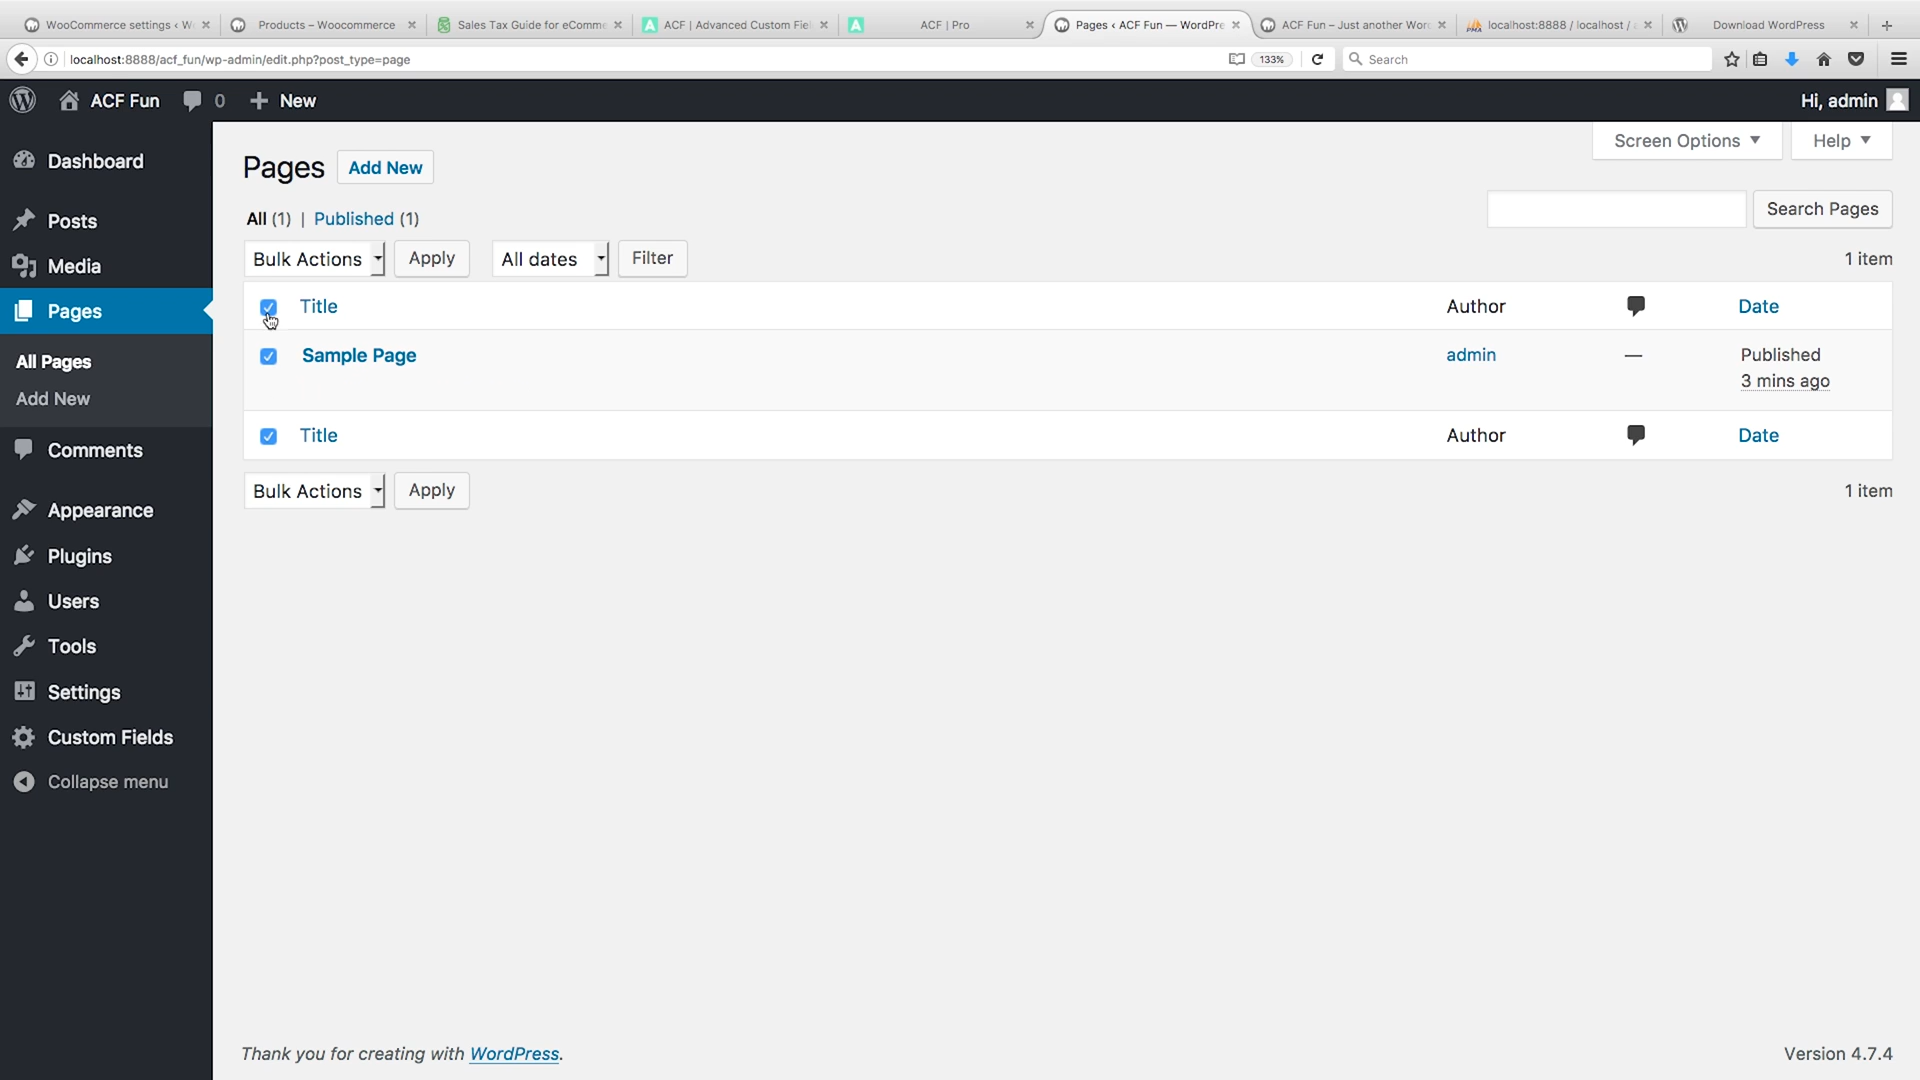 WooCommerce settings ‹ W
Products – Woocommerce
Sales Tax Guide for eComme
ACF | Advanced Custom Fie
ACF | Pro
Pages ‹ ACF Fun — WordPre
ACF Fun – Just another Wor
localhost:8888 / localhost /
Download WordPress
localhost:8888/acf_fun/wp-admin/edit.php?post_type=page
133%
Search
ACF Fun
0
New
Hi, admin
Screen Options
Help
Dashboard
Posts
Media
Pages
All Pages
Add New
Comments
Appearance
Plugins
Users
Tools
Settings
Custom Fields
Collapse menu
Pages
Add New
All (1) | Published (1)
Search Pages
Bulk Actions
Apply
All dates
Filter
1 item
Title
Author
Date
Sample Page
admin
—
Published
3 mins ago
Title
Author
Date
Bulk Actions
Apply
1 item
Thank you for creating with WordPress.
Version 4.7.4